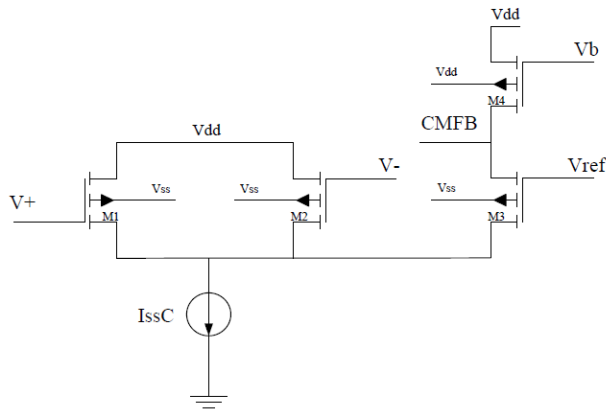 Vdd
Vb
Vdd
M4
CMFB
Vdd
V-
Vref
V+
Vss
Vss
Vss
M1
M2
M3
IssC